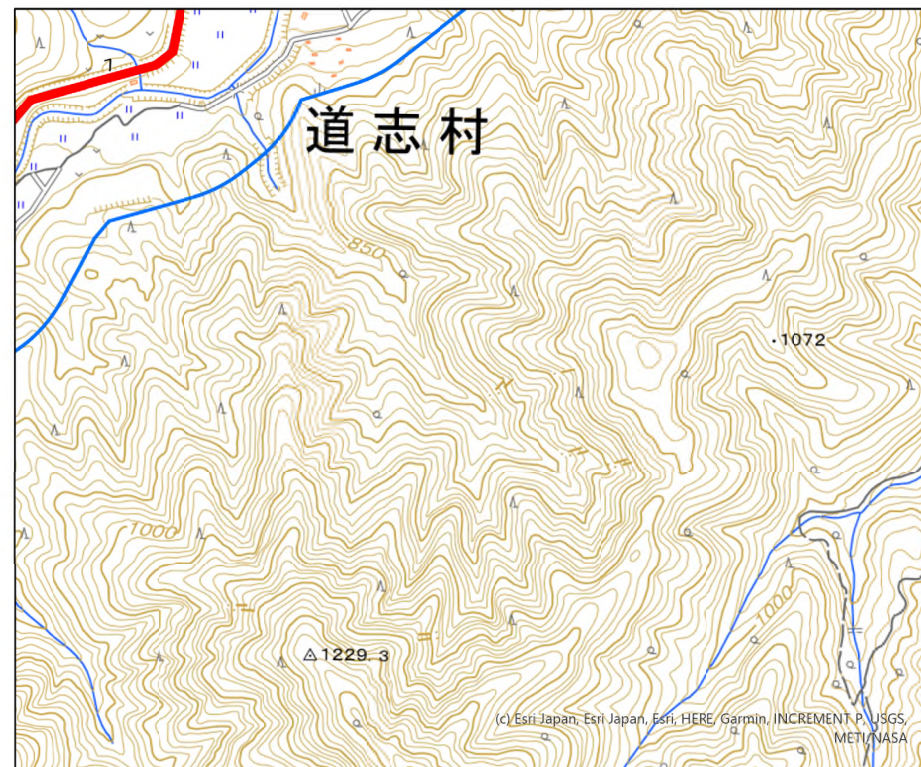 1
道志村
850
1072
1000
1000
1229.3
(c) Esri Japan, Esri Japan, Esri, HERE, Garmin, INCREMENT P, USGS,
METI/NASA